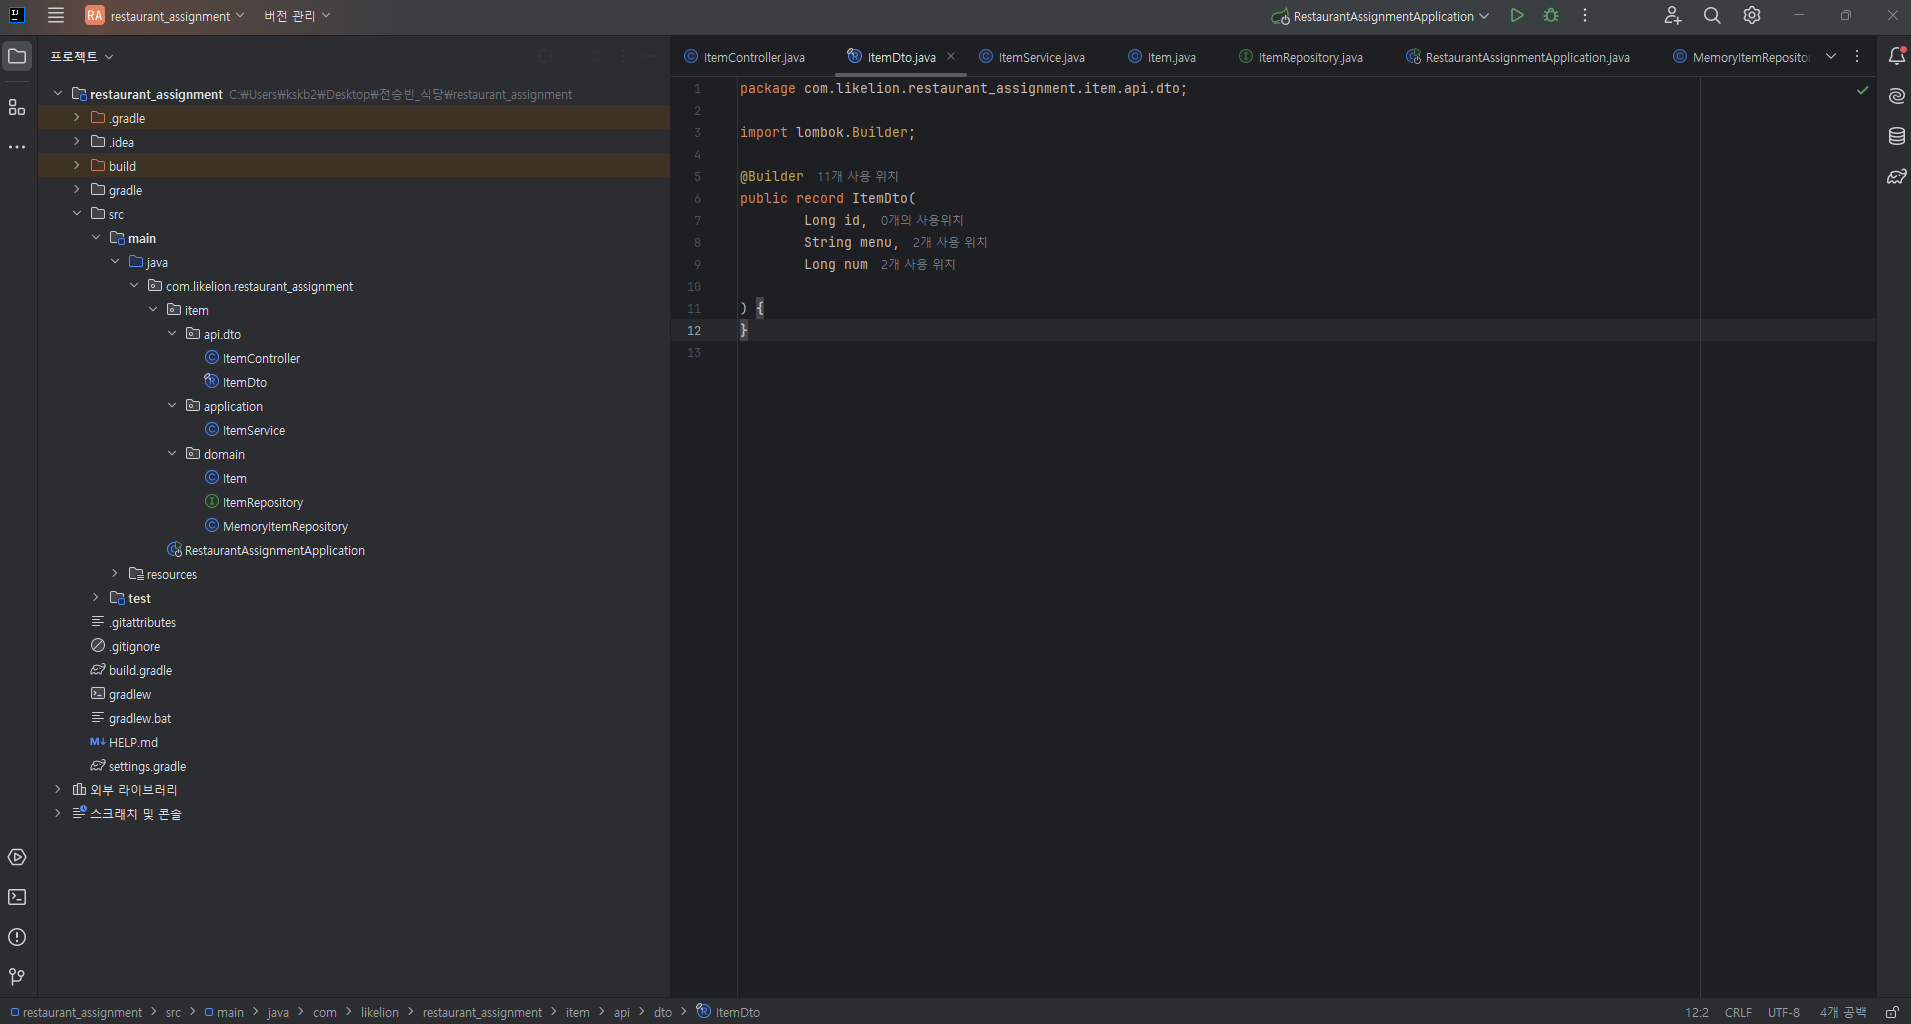 RA restaurant_assignment 버전 관리 RestaurantAssignmentApplication
프로젝트
ItemController.java ItemDto.java ItemService.java Item.java ItemRepository.java RestaurantAssignmentApplication.java MemoryItemRepositor
restaurant_assignment C:₩Users₩kskb2₩Desktop₩전승빈_식당₩restaurant_assignment
.gradle
.idea
build
gradle
src
main
java
com.likelion.restaurant_assignment
item
api.dto
ItemController
ItemDto
application
ItemService
domain
Item
ItemRepository
MemoryItemRepository
RestaurantAssignmentApplication
resources
test
.gitattributes
.gitignore
build.gradle
gradlew
gradlew.bat
M↓ HELP.md
settings.gradle
외부 라이브러리
스크래치 및 콘솔
1 package com.likelion.restaurant_assignment.item.api.dto;
2
3 import lombok.Builder;
4
5 @Builder 11개 사용 위치
6 public record ItemDto(
7 Long id, 0개의 사용위치
8 String menu, 2개 사용 위치
9 Long num 2개 사용 위치
10
11 ) {
12 }
13
restaurant_assignment > src > main > java > com > likelion > restaurant_assignment > item > api > dto > ItemDto 12:2 CRLF UTF-8 4개 공백